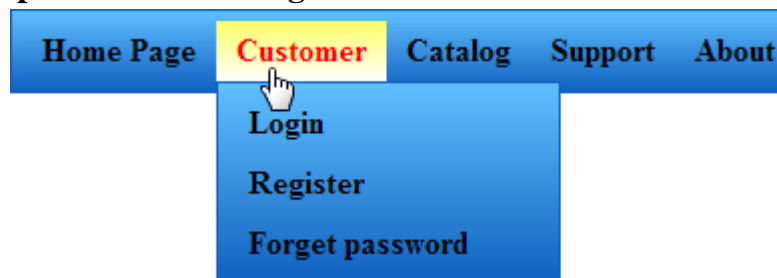 Home Page Customer Catalog Support About
Login
Register
Forget password